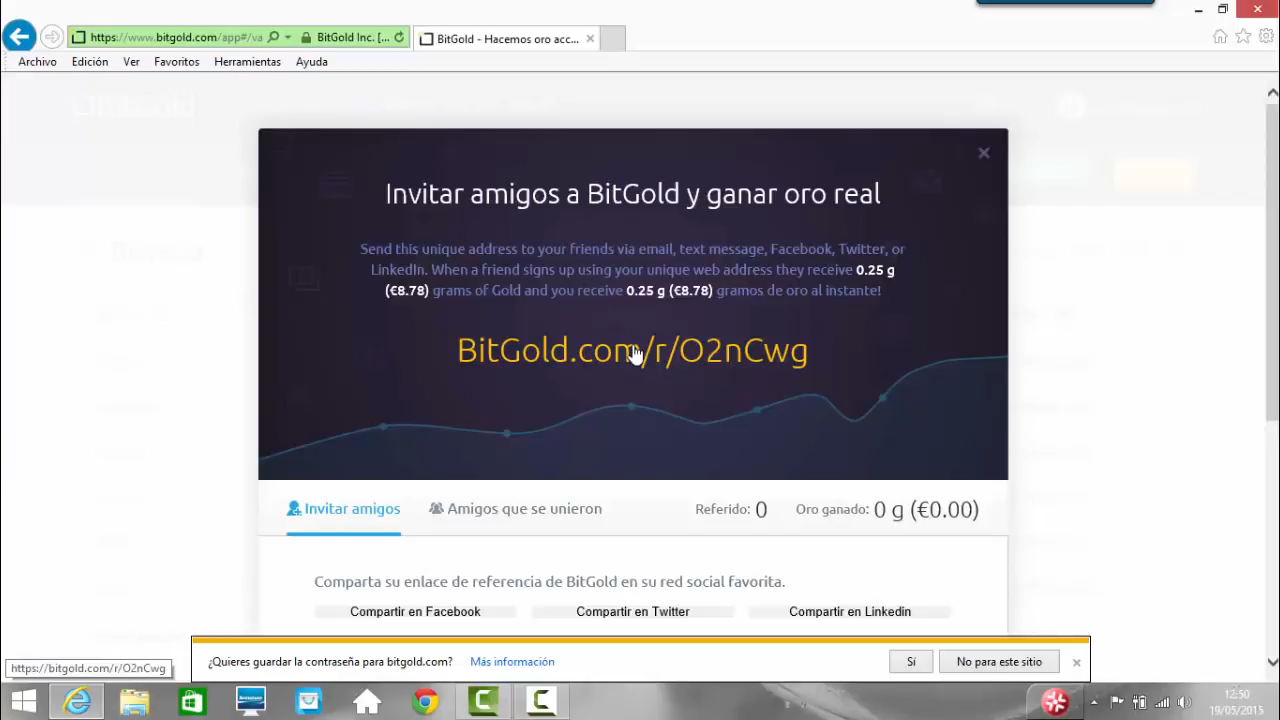 https://www.bitgold.com/app#/va
BitGold Inc. [...
BitGold - Hacemos oro acc...
Archivo Edición Ver Favoritos Herramientas Ayuda
Invitar amigos a BitGold y ganar oro real
Send this unique address to your friends via email, text message, Facebook, Twitter, or
LinkedIn. When a friend signs up using your unique web address they receive 0.25 g
(€8.78) grams of Gold and you receive 0.25 g (€8.78) gramos de oro al instante!
BitGold.com/r/O2nCwg
Invitar amigos Amigos que se unieron Referido: 0 Oro ganado: 0 g (€0.00)
Comparta su enlace de referencia de BitGold en su red social favorita.
Compartir en Facebook Compartir en Twitter Compartir en Linkedin
¿Quieres guardar la contraseña para bitgold.com? Más información Sí No para este sitio
https://bitgold.com/r/O2nCwg
12:50
19/05/2015